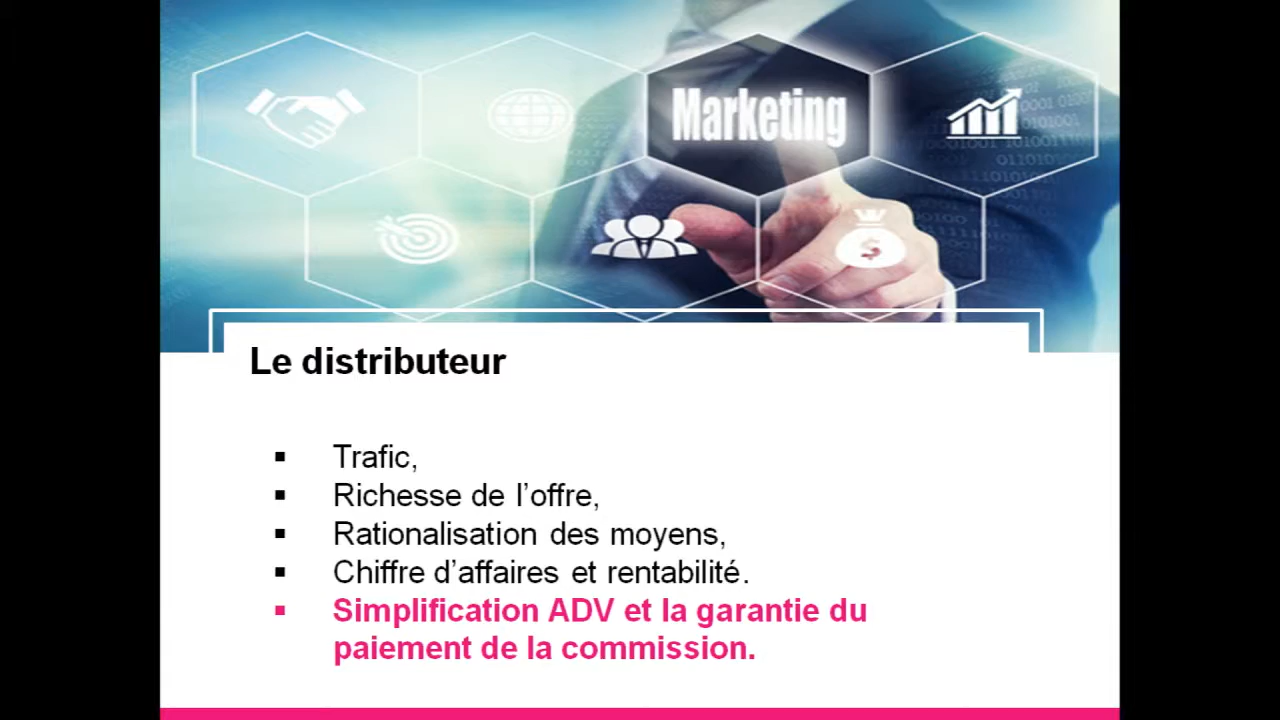 Marketing
Le distributeur
▪ Trafic,
▪ Richesse de l’offre,
▪ Rationalisation des moyens,
▪ Chiffre d’affaires et rentabilité.
▪ Simplification ADV et la garantie du
paiement de la commission.